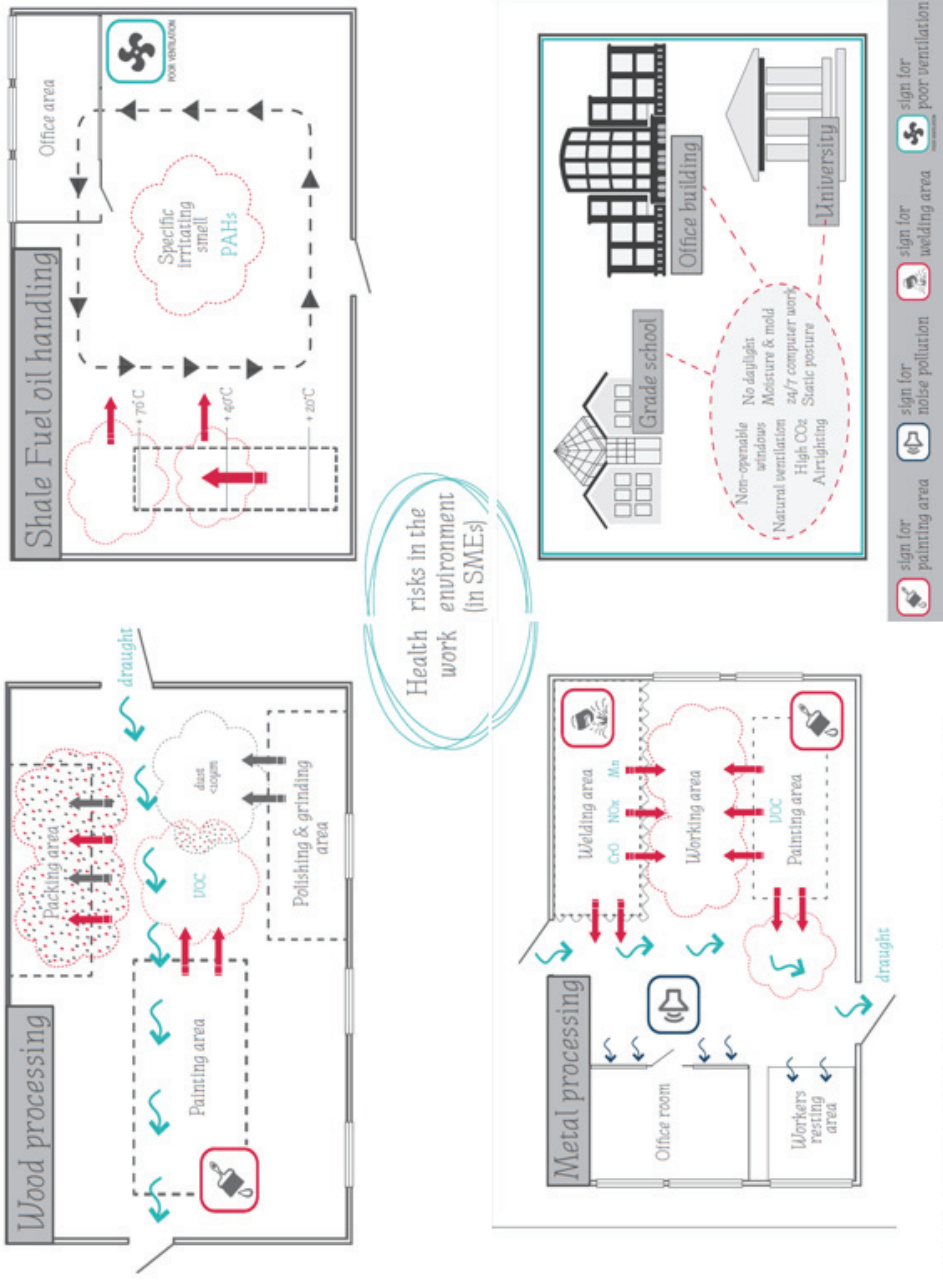 Wood processing
Packing area
draught
Painting area
VOC
dust
<10µm
Polishing & grinding
area
Shale Fuel oil handling
Office area
POOR VENTILATION
+ 70°C
+ 40°C
+ 20°C
Specific
irritating
smell
PAHs
Health risks in the
work environment
(in SMEs)
Metal processing
Office room
Workers
resting
area
Welding area
CrO NOx Mn
Working area
VOC
Painting area
draught
Grade school
Office building
University
Non-openable
windows
Natural ventilation
High CO2
Airtighting
No daylight
Moisture & mold
24/7 computer work
Static posture
sign for
painting area
sign for
noise pollution
sign for
welding area
sign for
poor ventilation